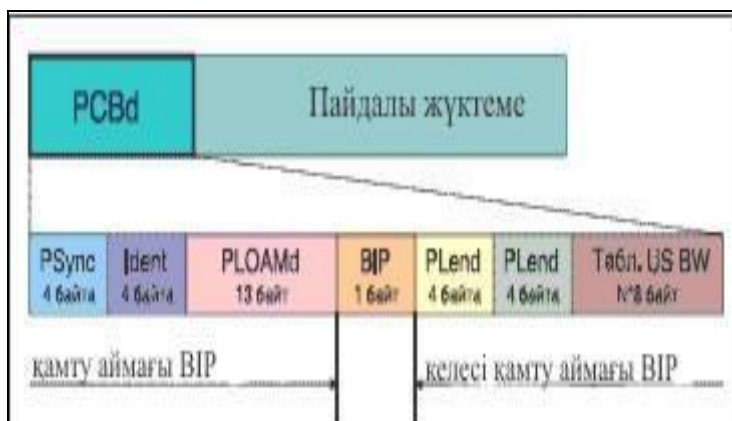 PCBd
Пайдалы жүктеме
PSync Ident PLOAMd BIP PLend PLend Табл. US BW
4 байта 4 байта 13 байт 1 байт 4 байта 4 байта N*8 байт
қамту аймағы BIP
келесі қамту аймағы BIP